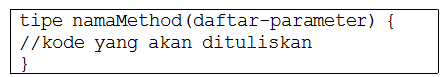 tipe namaMethod(daftar-parameter) {
//kode yang akan dituliskan
}